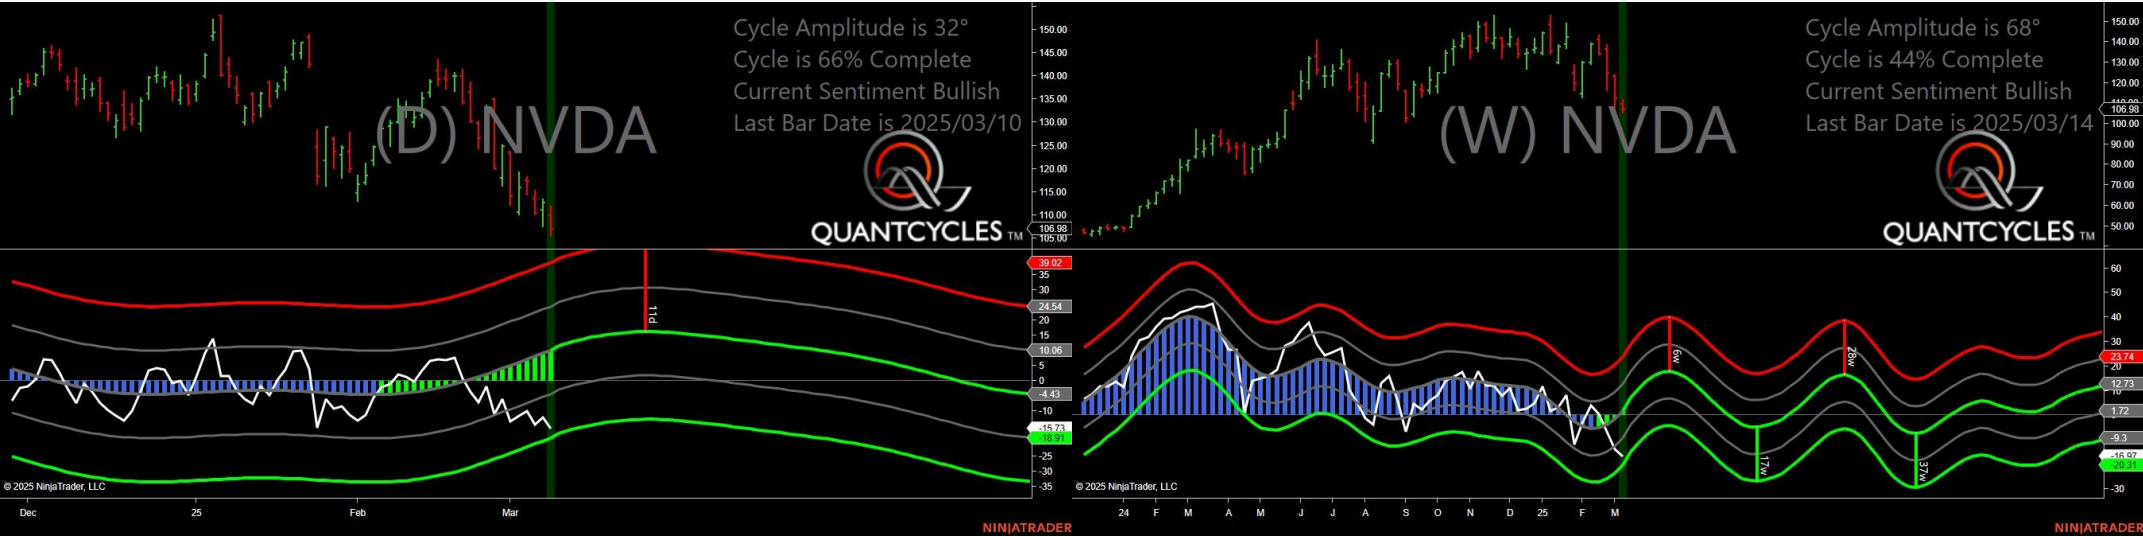 Cycle Amplitude is 32°
Cycle is 66% Complete
Current Sentiment Bullish
Last Bar Date is 2025/03/10
(D) NVDA
QUANTCYCLES TM
150.00
145.00
140.00
135.00
130.00
125.00
120.00
115.00
110.00
106.98
105.00
39.02
35
30
24.54
20
15
10.06
5
0
-4.43
-10
-15.73
-18.91
-25
-30
-35
11d
© 2025 NinjaTrader, LLC
Dec
25
Feb
Mar
NINJATRADER
Cycle Amplitude is 68°
Cycle is 44% Complete
Current Sentiment Bullish
Last Bar Date is 2025/03/14
(W) NVDA
QUANTCYCLES TM
150.00
140.00
130.00
120.00
106.98
100.00
90.00
80.00
70.00
60.00
50.00
60
50
40
30
23.74
20
12.73
10
1.72
-9.3
-16.97
-20.31
-30
6w
17w
28w
37w
© 2025 NinjaTrader, LLC
24 F M A M J J A S O N D 25 F M
NINJATRADER